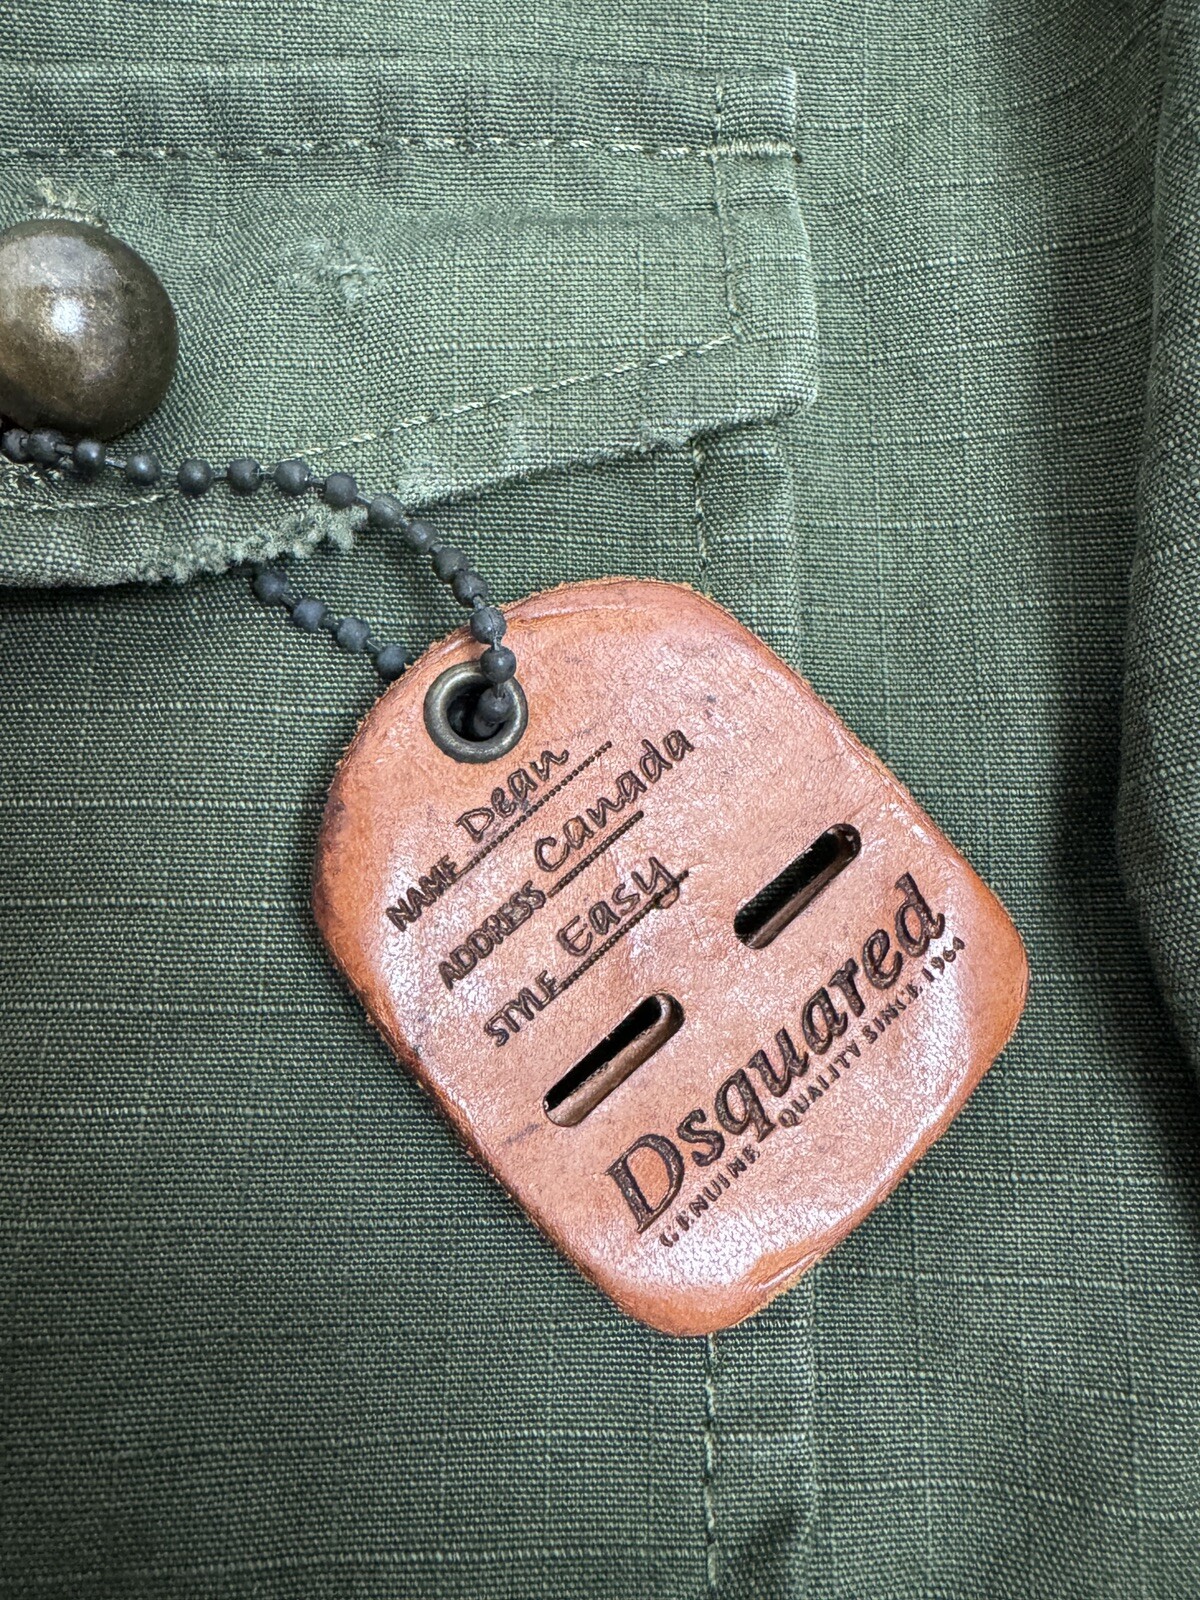 NAME Dean
ADDRESS Canada
STYLE Easy
Dsquared
GENUINE QUALITY SINCE 1964